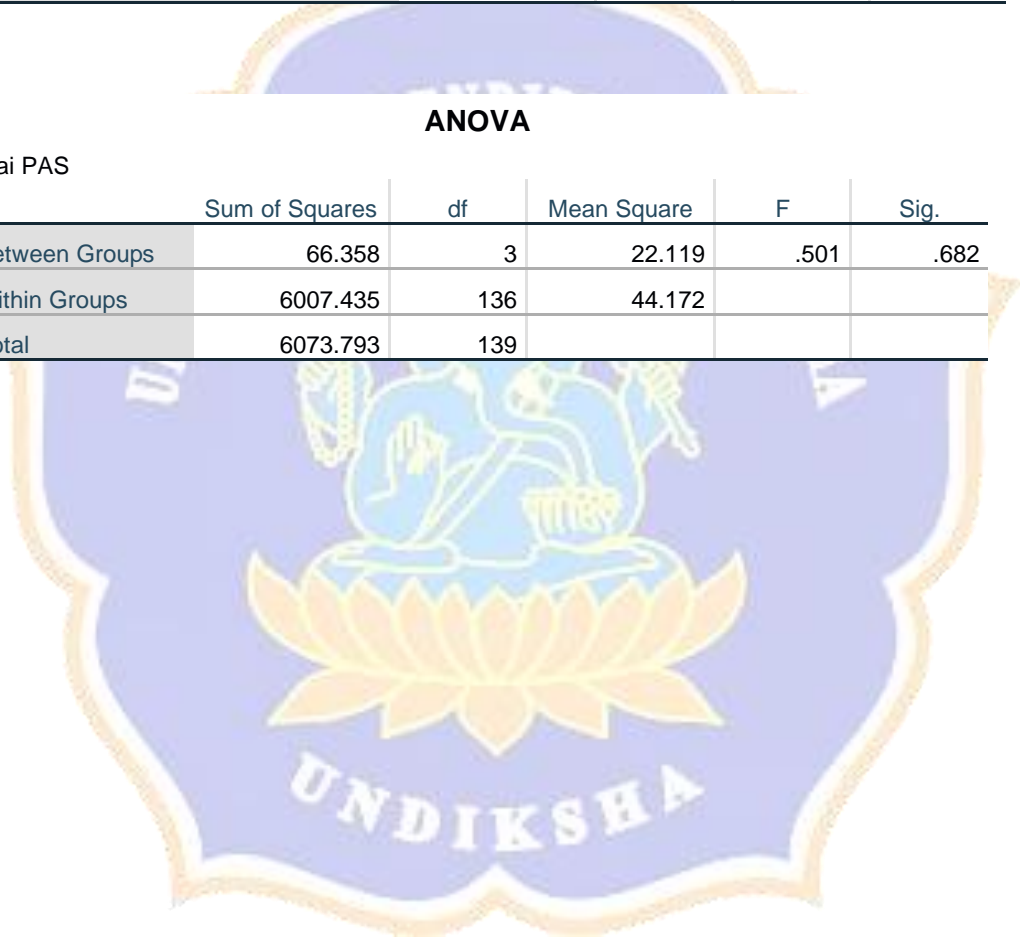 ANOVA
ai PAS
Sum of Squares df Mean Square F Sig.
etween Groups 66.358 3 22.119 .501 .682
ithin Groups 6007.435 136 44.172
otal 6073.793 139
UNDIKSHA